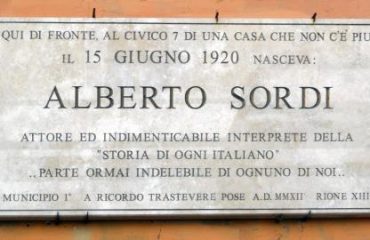 QUI DI FRONTE, AL CIVICO 7 DI UNA CASA CHE NON C'È PIU'
IL 15 GIUGNO 1920 NASCEVA:
ALBERTO SORDI
ATTORE ED INDIMENTICABILE INTERPRETE DELLA
"STORIA DI OGNI ITALIANO"
..PARTE ORMAI INDELEBILE DI OGNUNO DI NOI..
MUNICIPIO I° A RICORDO TRASTEVERE POSE A.D. MMXII RIONE XIII